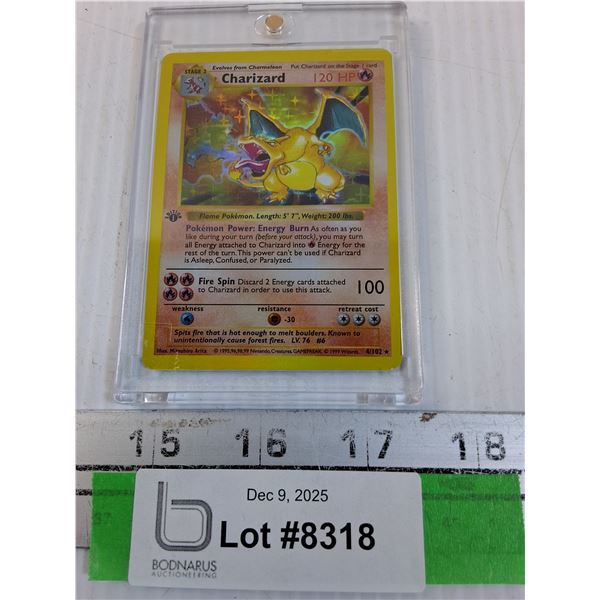 STAGE 2
Evolves from Charmeleon
Put Charizard on the Stage 1 card
Charizard
120 HP
Flame Pokémon. Length: 5' 7", Weight: 200 lbs.
EDITION
1
Pokémon Power: Energy Burn As often as you
like during your turn (before your attack), you may turn
all Energy attached to Charizard into Energy for the
rest of the turn. This power can't be used if Charizard
is Asleep, Confused, or Paralyzed.
Fire Spin Discard 2 Energy cards attached
to Charizard in order to use this attack.
100
weakness
resistance
retreat cost
-30
Spits fire that is hot enough to melt boulders. Known to
unintentionally cause forest fires. LV. 76 #6
Illus. Mitsuhiro Arita
© 1995, 96, 98, 99 Nintendo, Creatures, GAMEFREAK. © 1999 Wizards.
4/102 ★
15 16 17 18
Dec 9, 2025
Lot #8318
b
BODNARUS
AUCTIONEERING